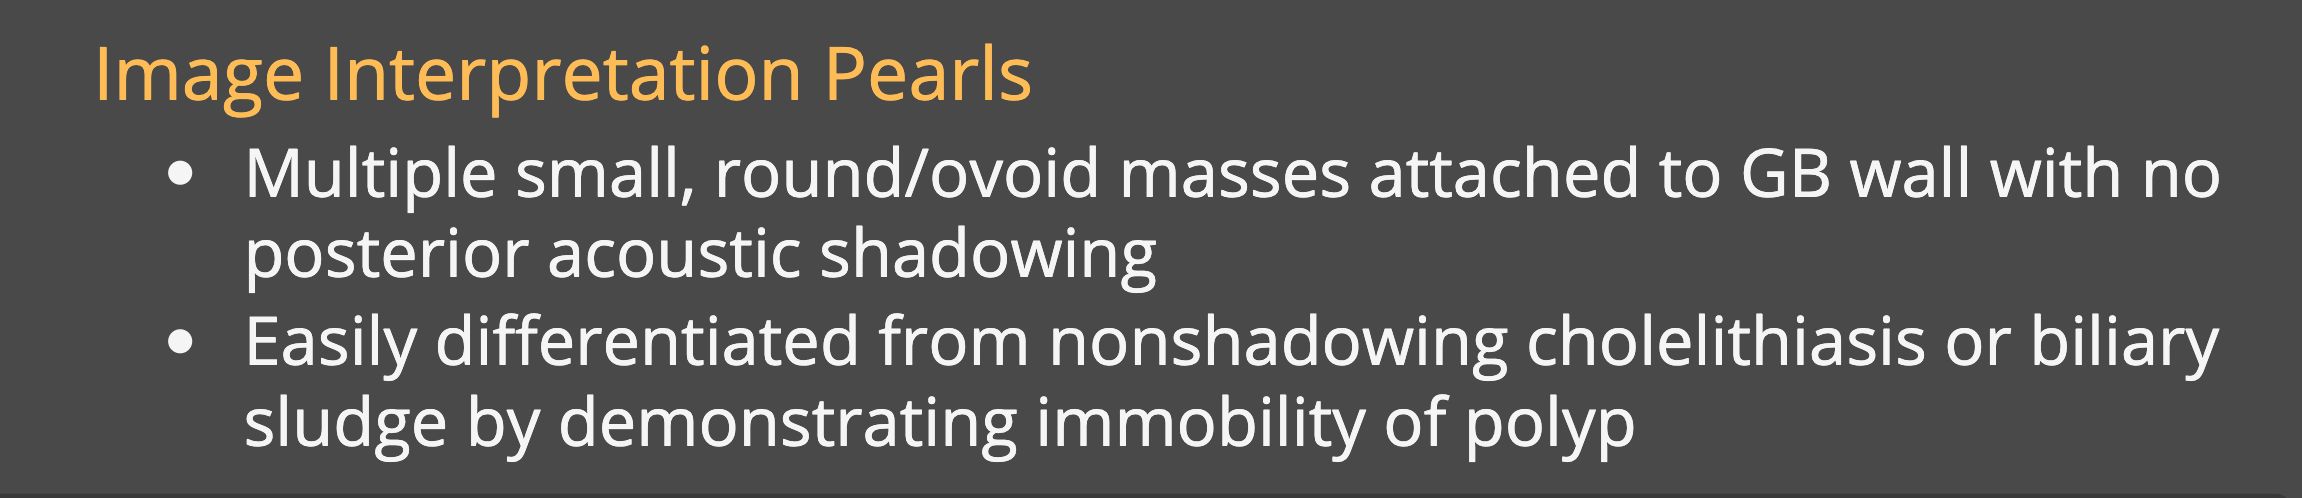 Image Interpretation Pearls
• Multiple small, round/ovoid masses attached to GB wall with no
posterior acoustic shadowing
• Easily differentiated from nonshadowing cholelithiasis or biliary
sludge by demonstrating immobility of polyp